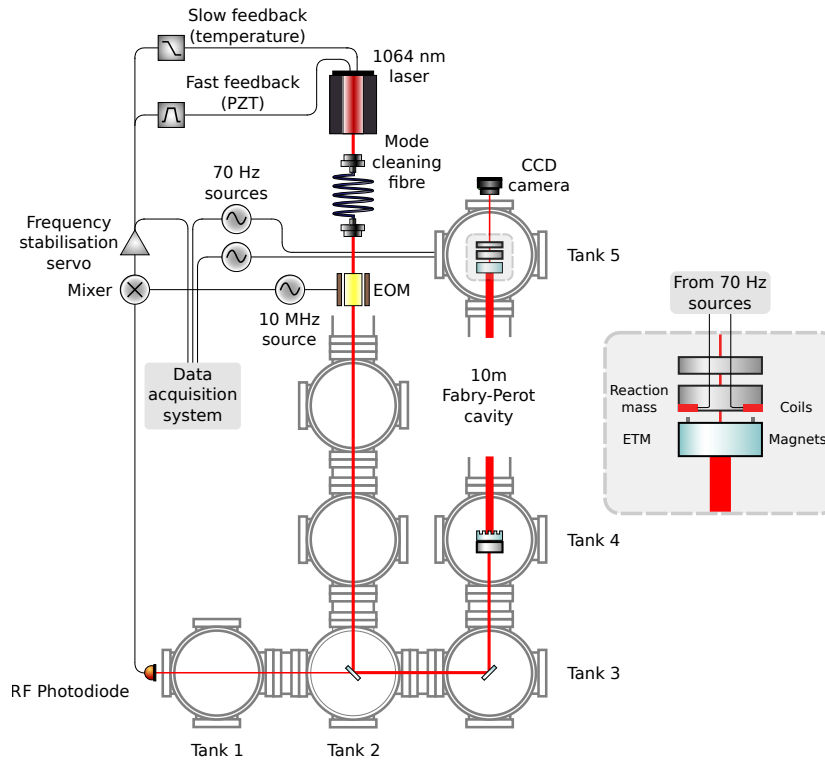 Slow feedback
(temperature)
1064 nm
laser
Fast feedback
(PZT)
Mode
cleaning
fibre
70 Hz
sources
CCD
camera
Frequency
stabilisation
servo
Tank 5
Mixer
EOM
10 MHz
source
From 70 Hz
sources
Data
acquisition
system
10m
Fabry-Perot
cavity
Reaction
mass
Coils
ETM
Magnets
Tank 4
Tank 3
RF Photodiode
Tank 1
Tank 2